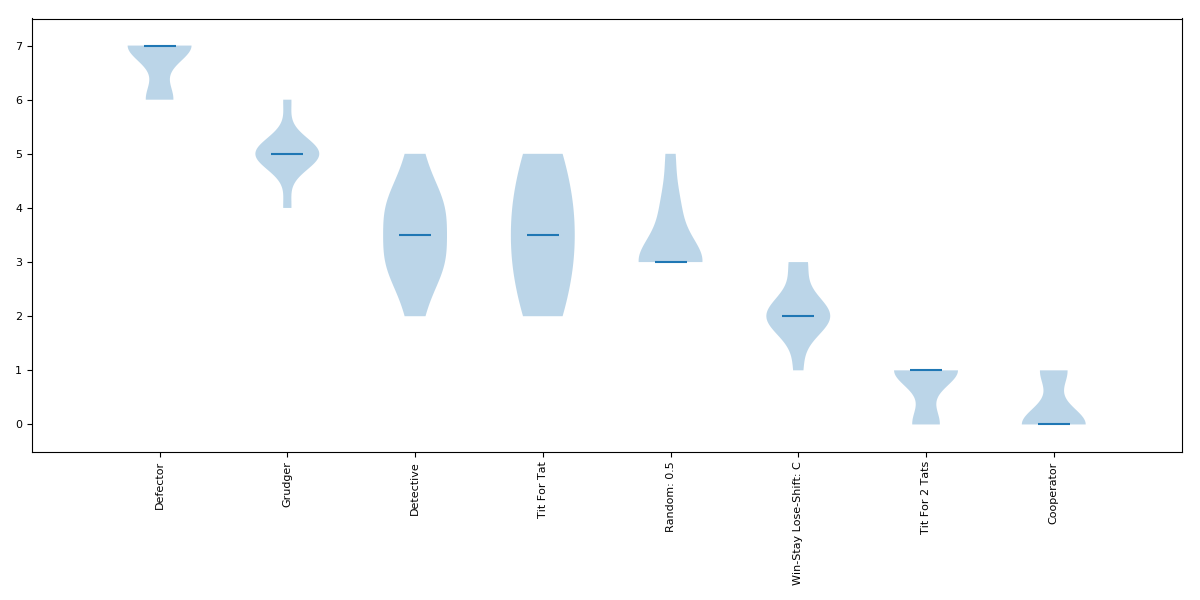 7
6
5
4
3
2
1
0
Defector
Grudger
Detective
Tit For Tat
Random: 0.5
Win-Stay Lose-Shift: C
Tit For 2 Tats
Cooperator